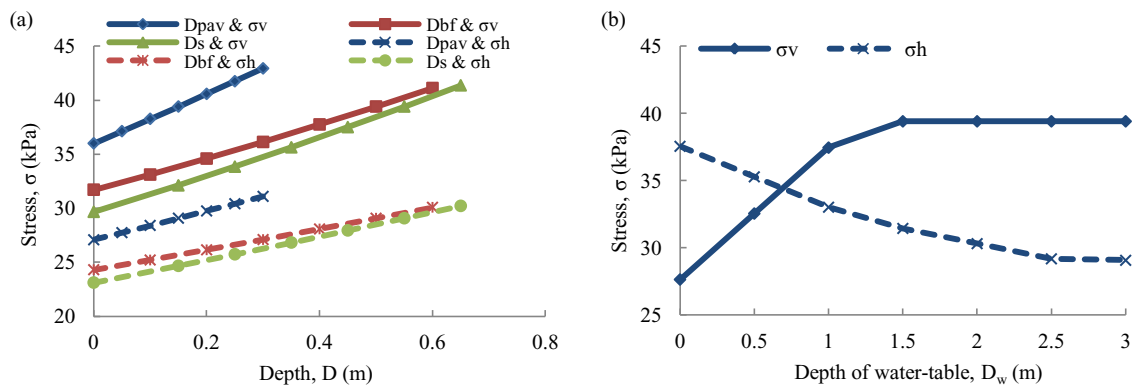 (a)
Dpav & σv
Dbf & σv
Ds & σv
Dpav & σh
Dbf & σh
Ds & σh
45
40
35
30
25
20
Stress, σ (kPa)
0 0.2 0.4 0.6 0.8
Depth, D (m)
(b)
σv σh
45
40
35
30
25
Stress, σ (kPa)
0 0.5 1 1.5 2 2.5 3
Depth of water-table, Dw (m)